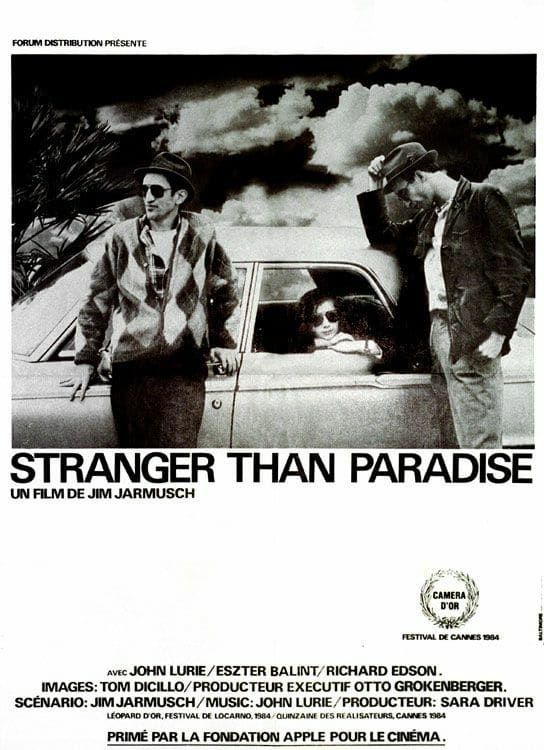 FORUM DISTRIBUTION PRÉSENTE
STRANGER THAN PARADISE
UN FILM DE JIM JARMUSCH
CAMERA
D'OR
FESTIVAL DE CANNES 1984
BALTIMORE
AVEC JOHN LURIE/ESZTER BALINT/RICHARD EDSON.
IMAGES: TOM DICILLO/PRODUCTEUR EXECUTIF OTTO GROKENBERGER.
SCÉNARIO: JIM JARMUSCH/MUSIC: JOHN LURIE/PRODUCTEUR: SARA DRIVER
LÉOPARD D'OR, FESTIVAL DE LOCARNO, 1984/QUINZAINE DES REALISATEURS, CANNES 1984
PRIMÉ PAR LA FONDATION APPLE POUR LE CINÉMA.